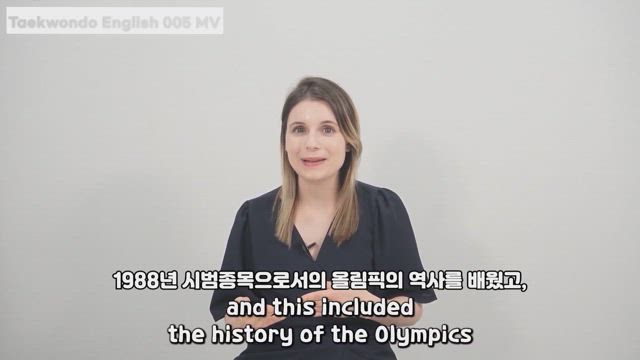 Taekwondo English 005 MV
1988년 시범종목으로서의 올림픽의 역사를 배웠고,
and this included
the history of the Olympics